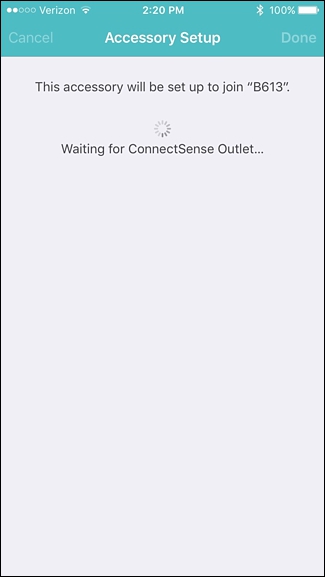 Verizon 2:20 PM 100%
Cancel Accessory Setup Done
This accessory will be set up to join “B613”.
Waiting for ConnectSense Outlet...